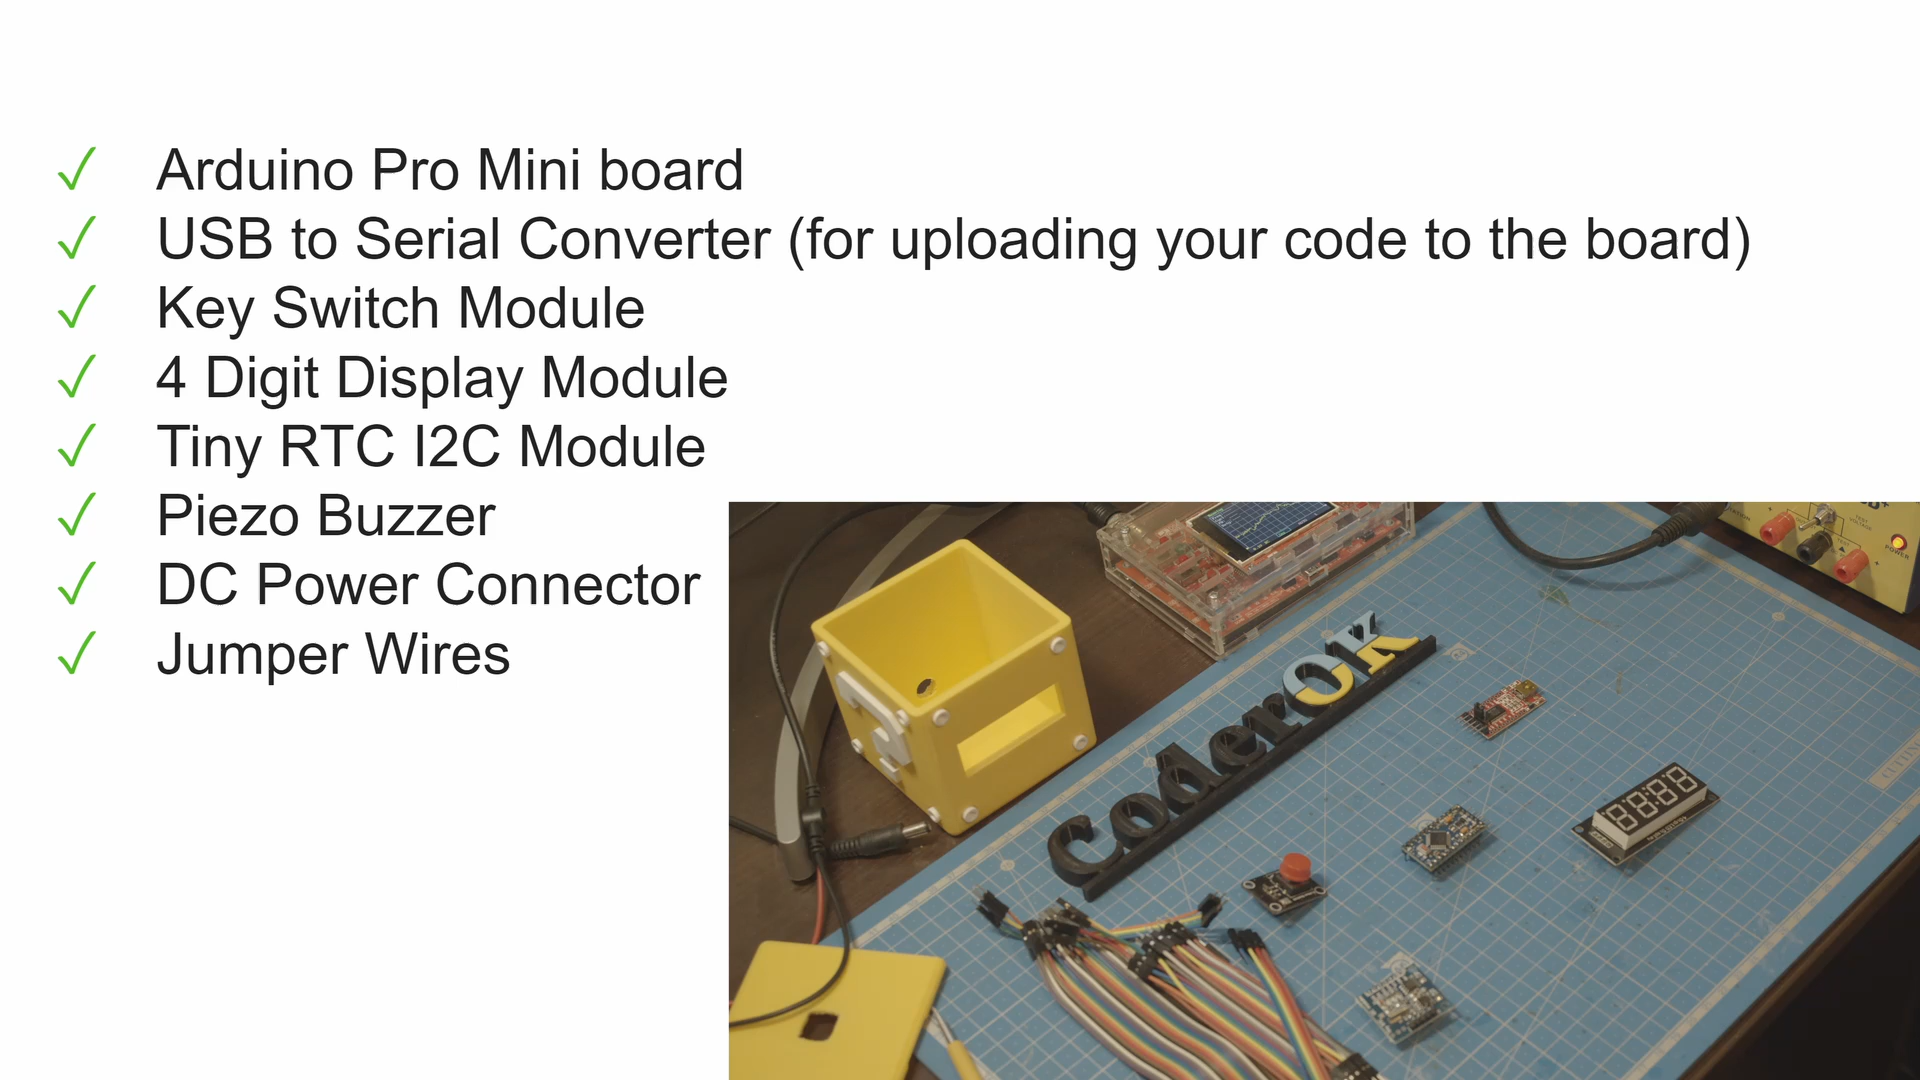 ✓ Arduino Pro Mini board
✓ USB to Serial Converter (for uploading your code to the board)
✓ Key Switch Module
✓ 4 Digit Display Module
✓ Tiny RTC I2C Module
✓ Piezo Buzzer
✓ DC Power Connector
✓ Jumper Wires
CoderOK
POWER